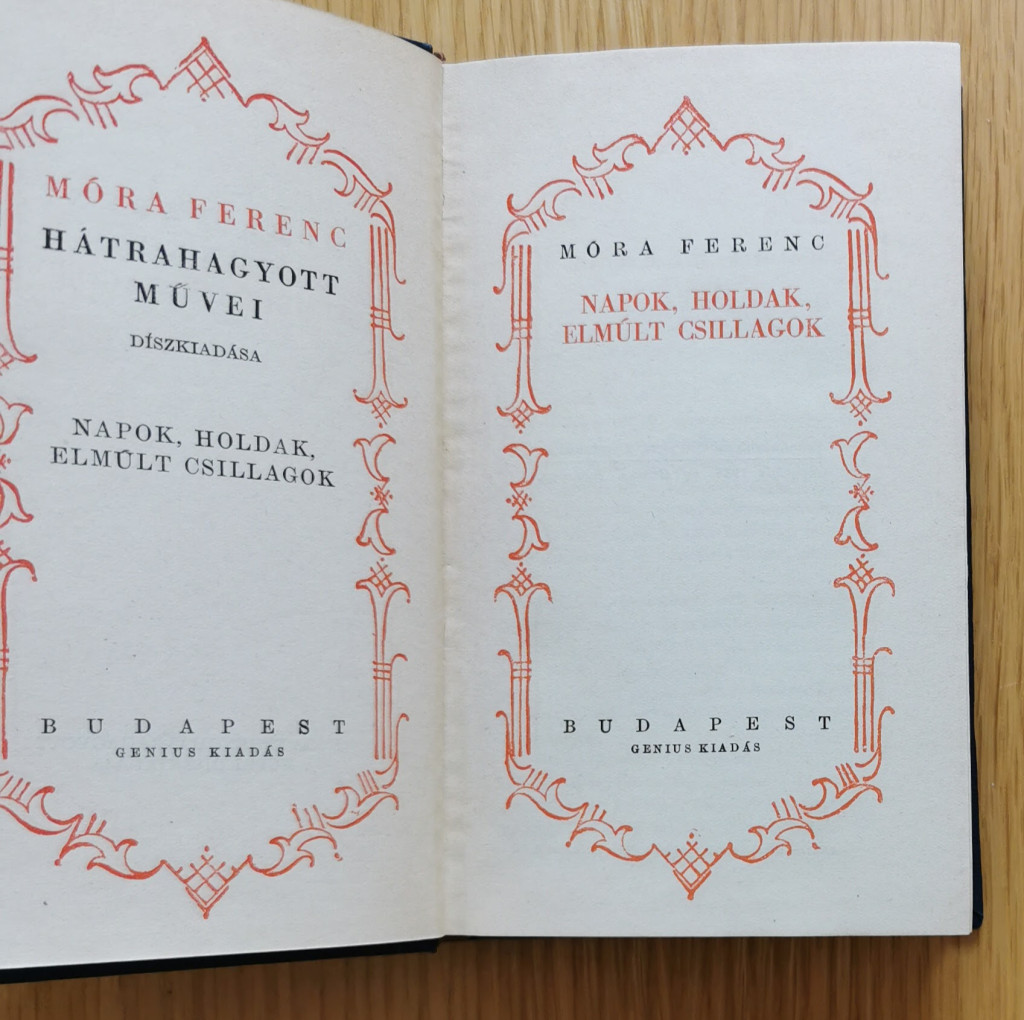 MÓRA FERENC
HÁTRAHAGYOTT
MŰVEI
DÍSZKIADÁSA
NAPOK, HOLDAK,
ELMÚLT CSILLAGOK
BUDAPEST
GENIUS KIADÁS
MÓRA FERENC
NAPOK, HOLDAK,
ELMÚLT CSILLAGOK
BUDAPEST
GENIUS KIADÁS